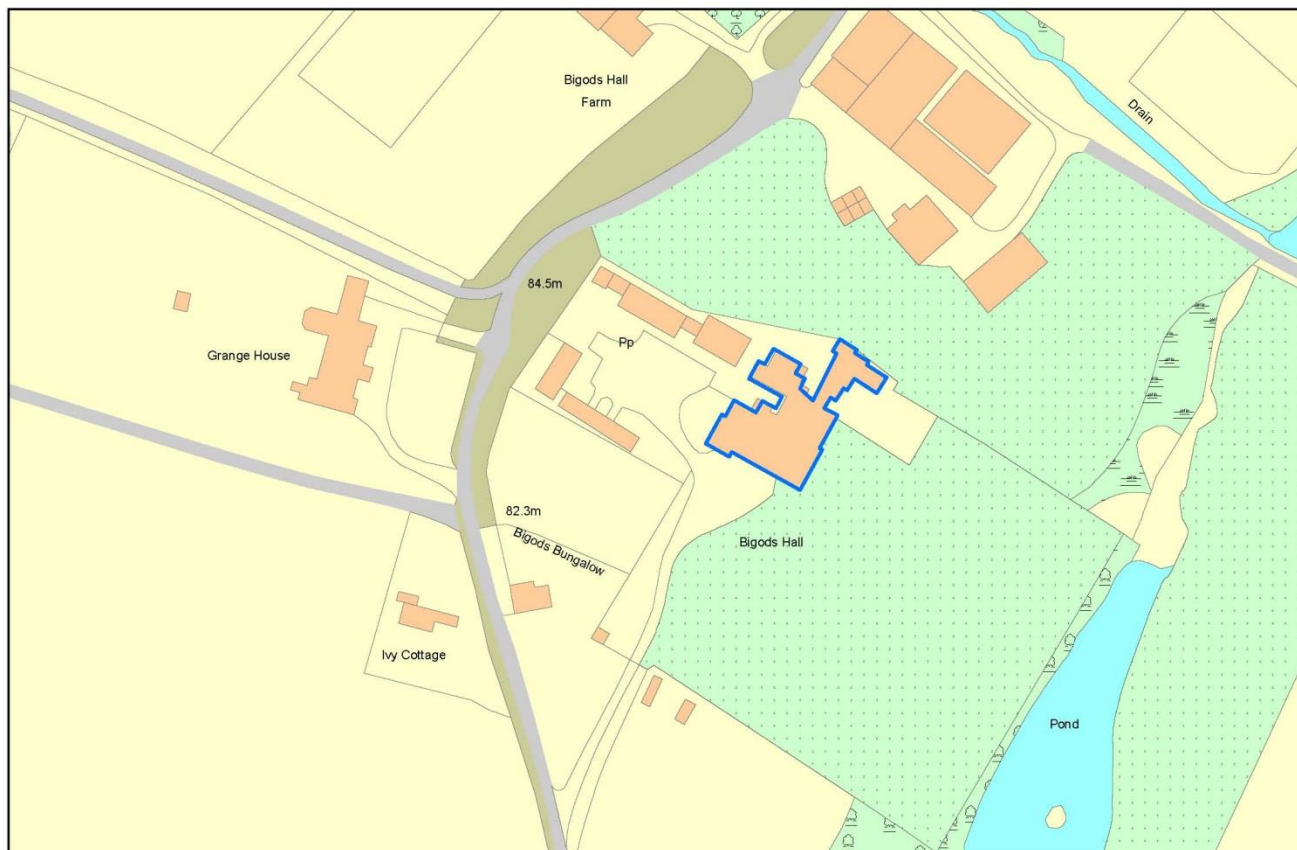 Bigods Hall
Farm
Drain
84.5m
Pp
Grange House
82.3m
Bigods Bungalow
Bigods Hall
Ivy Cottage
Pond